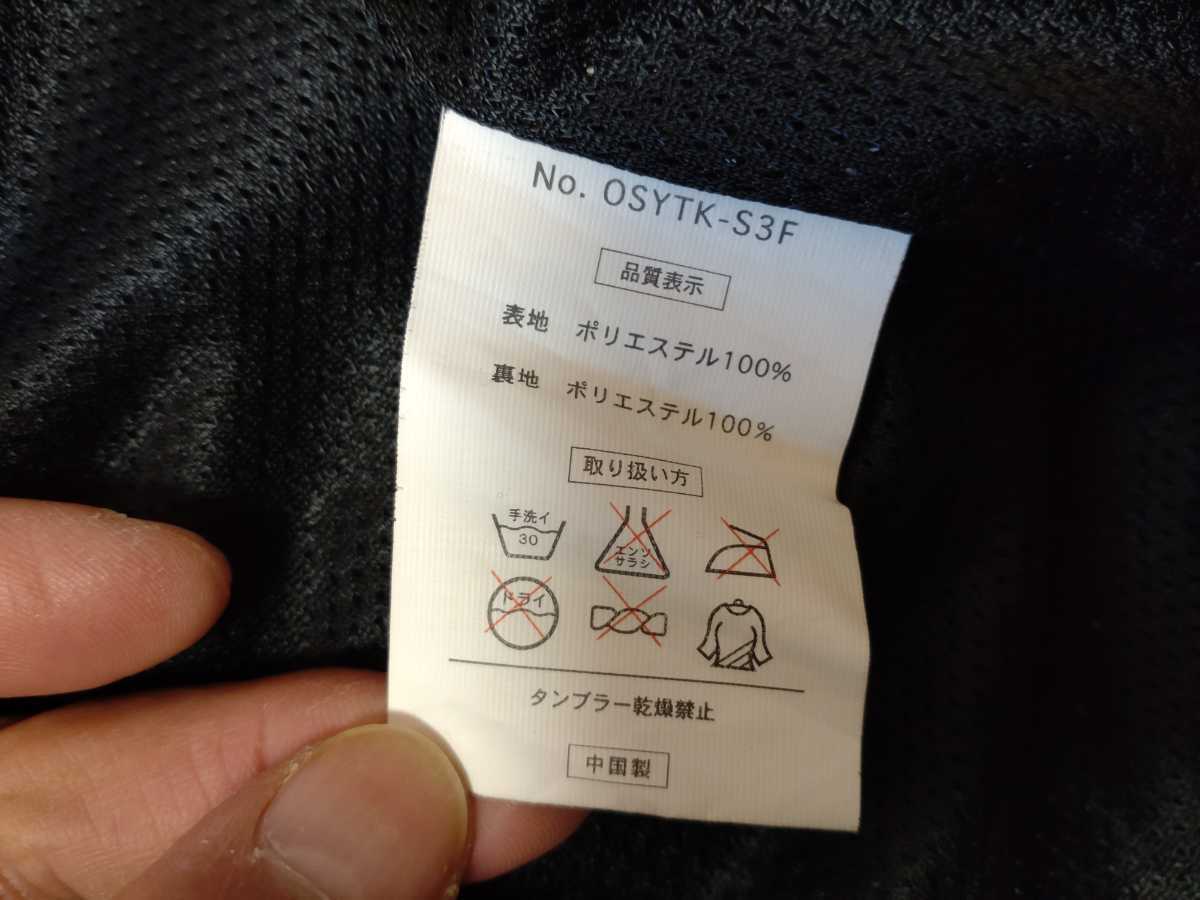 No. OSYTK-S3F
品質表示
表地 ポリエステル100%
裏地 ポリエステル100%
取り扱い方
手洗イ
30
エンソ
サラシ
ドライ
タンブラー乾燥禁止
中国製